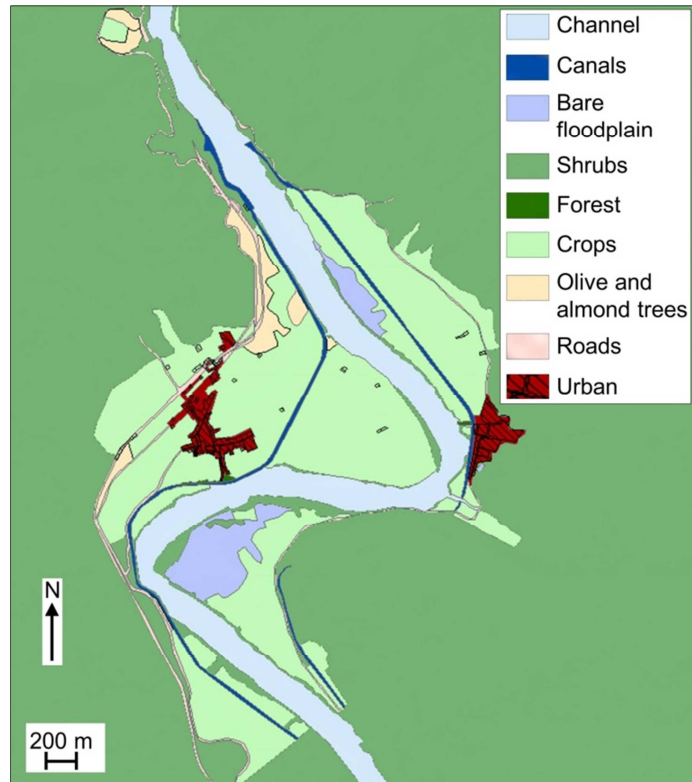 Channel
Canals
Bare
floodplain
Shrubs
Forest
Crops
Olive and
almond trees
Roads
Urban
N
200 m